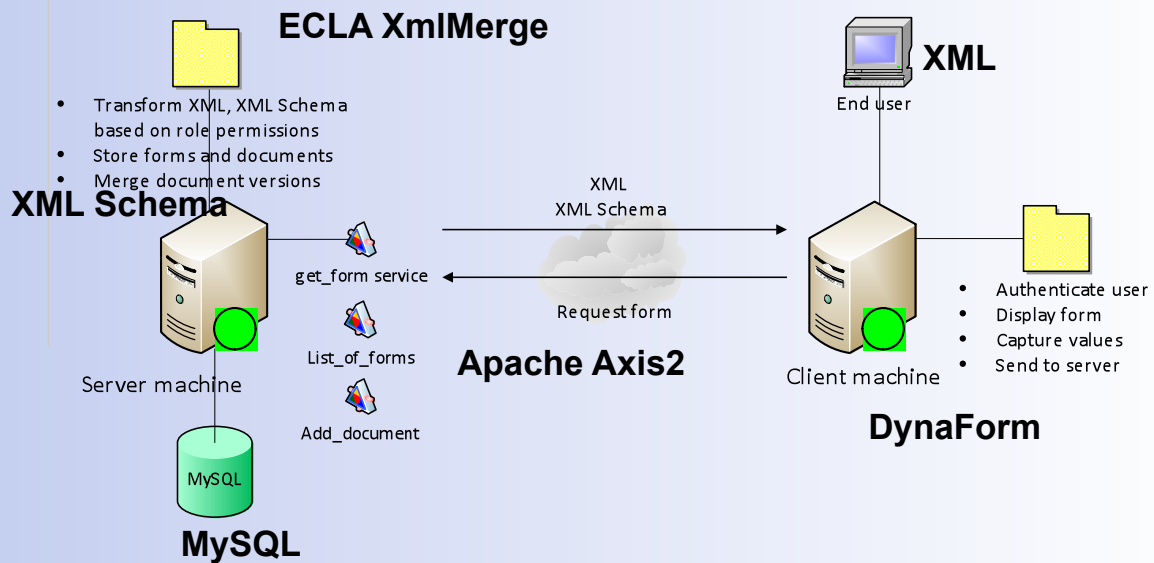 ECLA XmlMerge
• Transform XML, XML Schema
based on role permissions
• Store forms and documents
• Merge document versions
XML Schema
Server machine
get_form service
List_of_forms
Add_document
MySQL
MySQL
XML
XML Schema
Request form
Apache Axis2
XML
End user
Client machine
• Authenticate user
• Display form
• Capture values
• Send to server
DynaForm